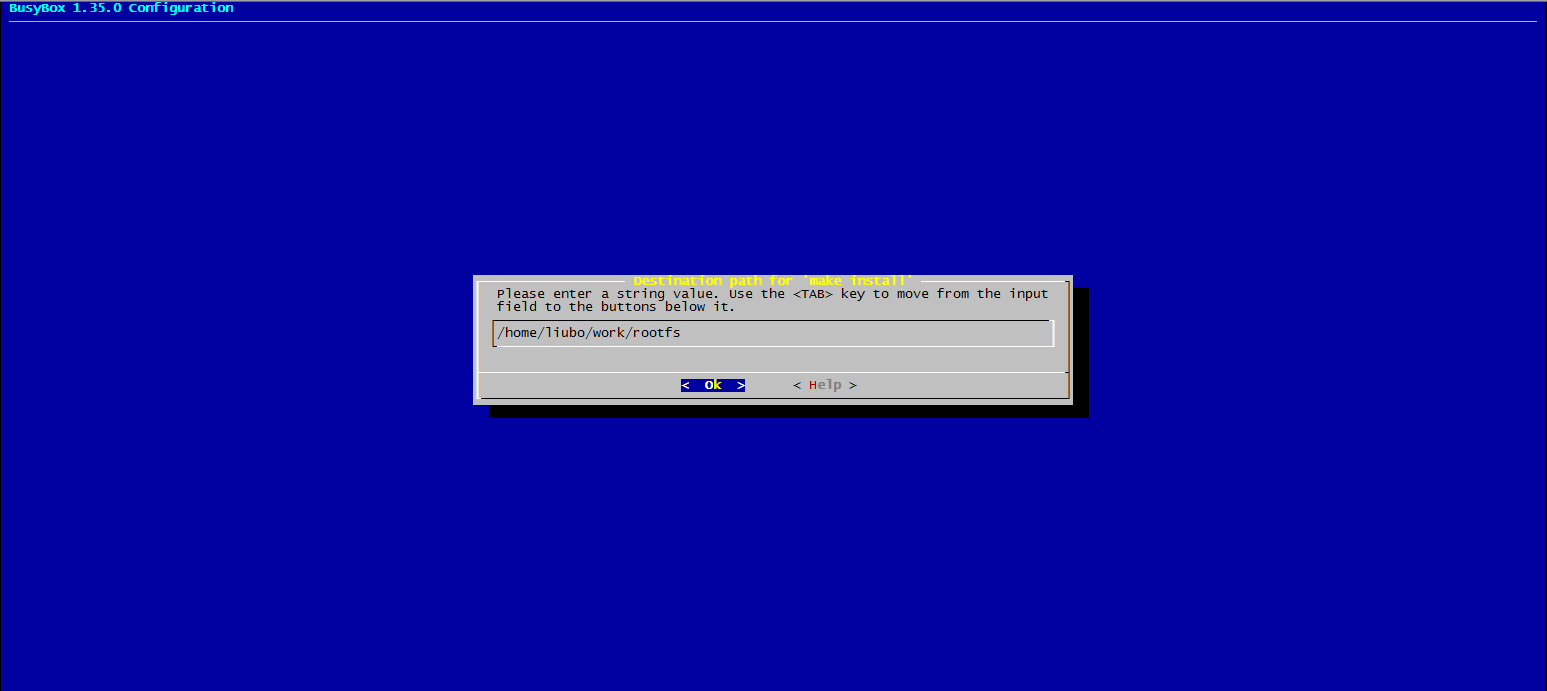 BusyBox 1.35.0 Configuration
Destination path for 'make install'
Please enter a string value. Use the <TAB> key to move from the input
field to the buttons below it.
/home/liubo/work/rootfs
< Ok > < Help >